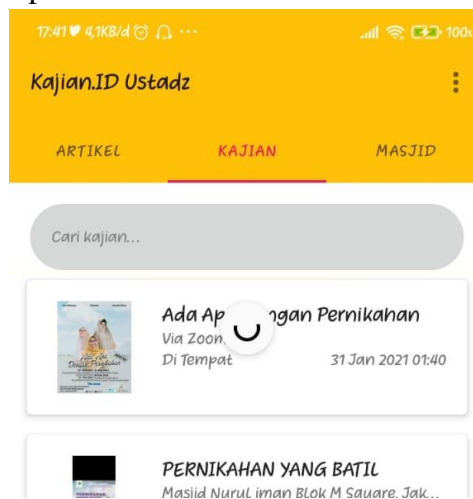 17:41 4,1KB/d ... 100%
Kajian.ID Ustadz
ARTIKEL KAJIAN MASJID
Cari kajian...
Ada Ap ngan Pernikahan
Via Zoom
Di Tempat 31 Jan 2021 01:40
PERNIKAHAN YANG BATIL
Masjid Nurul iman Blok M Square, Jak...